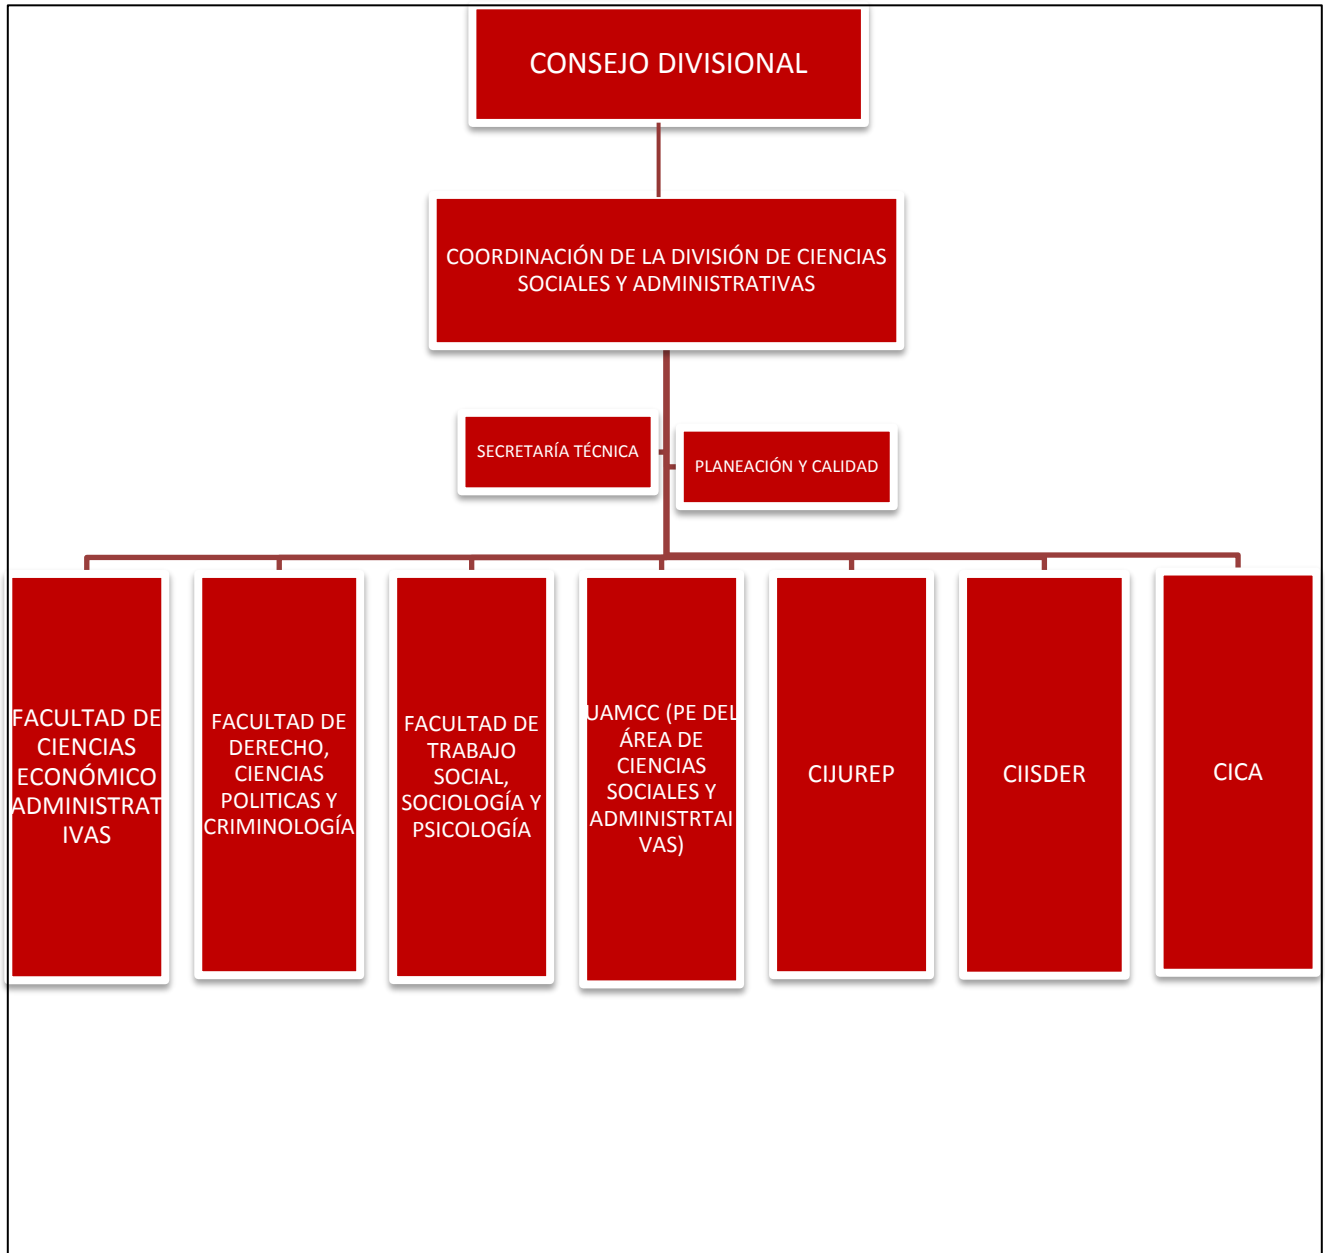 CONSEJO DIVISIONAL
COORDINACIÓN DE LA DIVISIÓN DE CIENCIAS
SOCIALES Y ADMINISTRATIVAS
SECRETARÍA TÉCNICA
PLANEACIÓN Y CALIDAD
FACULTAD DE
CIENCIAS
ECONÓMICO
ADMINISTRAT
IVAS
FACULTAD DE
DERECHO,
CIENCIAS
POLITICAS Y
CRIMINOLOGÍA
FACULTAD DE
TRABAJO
SOCIAL,
SOCIOLOGÍA Y
PSICOLOGÍA
UAMCC (PE DEL
ÁREA DE
CIENCIAS
SOCIALES Y
ADMINISTRTAI
VAS)
CIJUREP
CIISDER
CICA